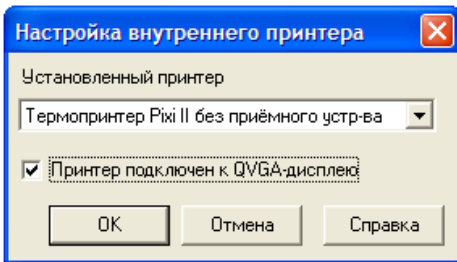 Настройка внутреннего принтера
Установленный принтер
Термопринтер Pixi II без приёмного устр-ва
Принтер подключен к QVGA-дисплею
OK Отмена Справка